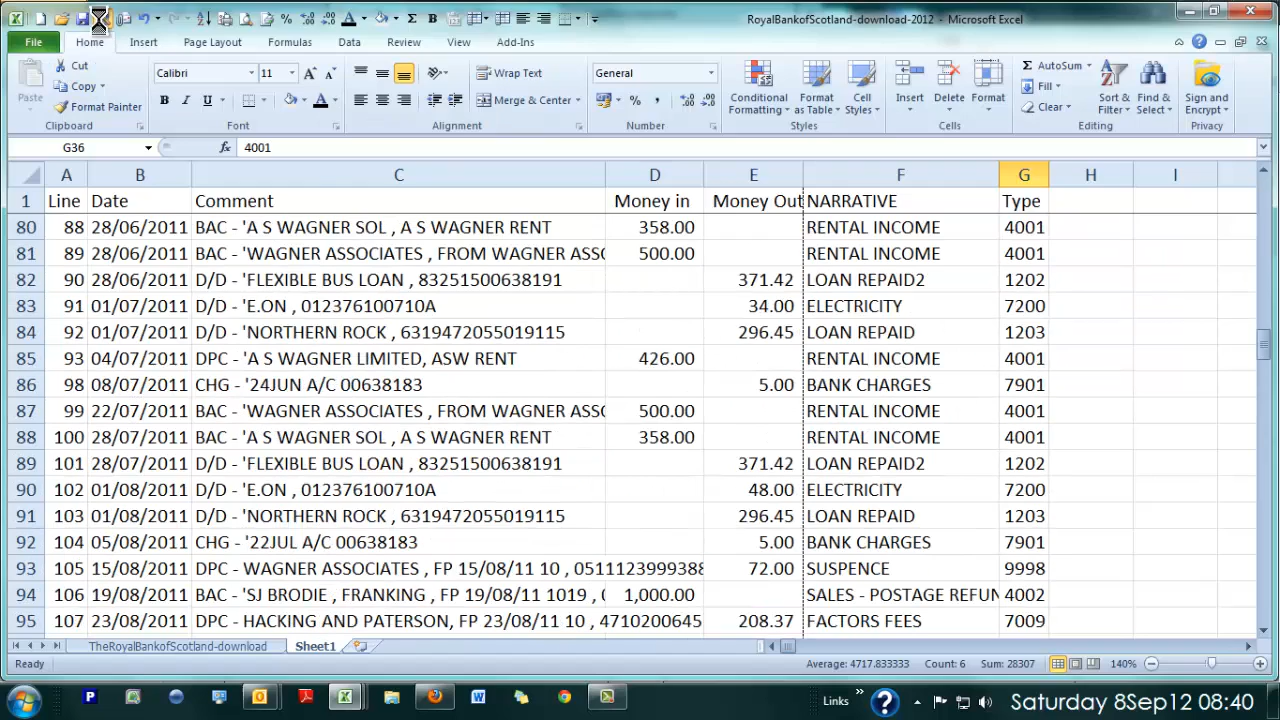 RoyalBankofScotland-download-2012 - Microsoft Excel
File Home Insert Page Layout Formulas Data Review View Add-Ins
Cut
Copy
Format Painter
Paste
Clipboard
Calibri 11
B I U
Font
Wrap Text
Merge & Center
Alignment
General
Number
Conditional Formatting
Format as Table
Cell Styles
Styles
Insert Delete Format
Cells
AutoSum
Fill
Clear
Sort & Filter
Find & Select
Editing
Sign and Encrypt
Privacy
G36 fx 4001
A B C D E F G H I
1 Line Date Comment Money in Money Out NARRATIVE Type
80 88 28/06/2011 BAC - 'A S WAGNER SOL , A S WAGNER RENT 358.00 RENTAL INCOME 4001
81 89 28/06/2011 BAC - 'WAGNER ASSOCIATES , FROM WAGNER ASSO 500.00 RENTAL INCOME 4001
82 90 28/06/2011 D/D - 'FLEXIBLE BUS LOAN , 83251500638191 371.42 LOAN REPAID2 1202
83 91 01/07/2011 D/D - 'E.ON , 012376100710A 34.00 ELECTRICITY 7200
84 92 01/07/2011 D/D - 'NORTHERN ROCK , 6319472055019115 296.45 LOAN REPAID 1203
85 93 04/07/2011 DPC - 'A S WAGNER LIMITED, ASW RENT 426.00 RENTAL INCOME 4001
86 98 08/07/2011 CHG - '24JUN A/C 00638183 5.00 BANK CHARGES 7901
87 99 22/07/2011 BAC - 'WAGNER ASSOCIATES , FROM WAGNER ASSO 500.00 RENTAL INCOME 4001
88 100 28/07/2011 BAC - 'A S WAGNER SOL , A S WAGNER RENT 358.00 RENTAL INCOME 4001
89 101 28/07/2011 D/D - 'FLEXIBLE BUS LOAN , 83251500638191 371.42 LOAN REPAID2 1202
90 102 01/08/2011 D/D - 'E.ON , 012376100710A 48.00 ELECTRICITY 7200
91 103 01/08/2011 D/D - 'NORTHERN ROCK , 6319472055019115 296.45 LOAN REPAID 1203
92 104 05/08/2011 CHG - '22JUL A/C 00638183 5.00 BANK CHARGES 7901
93 105 15/08/2011 DPC - WAGNER ASSOCIATES , FP 15/08/11 10 , 0511123999388 72.00 SUSPENCE 9998
94 106 19/08/2011 BAC - 'SJ BRODIE , FRANKING , FP 19/08/11 1019 , 1,000.00 SALES - POSTAGE REFUN 4002
95 107 23/08/2011 DPC - HACKING AND PATERSON, FP 23/08/11 10 , 4710200645 208.37 FACTORS FEES 7009
TheRoyalBankofScotland-download Sheet1
Ready Average: 4717.833333 Count: 6 Sum: 28307 140%
Links Saturday 8Sep12 08:40